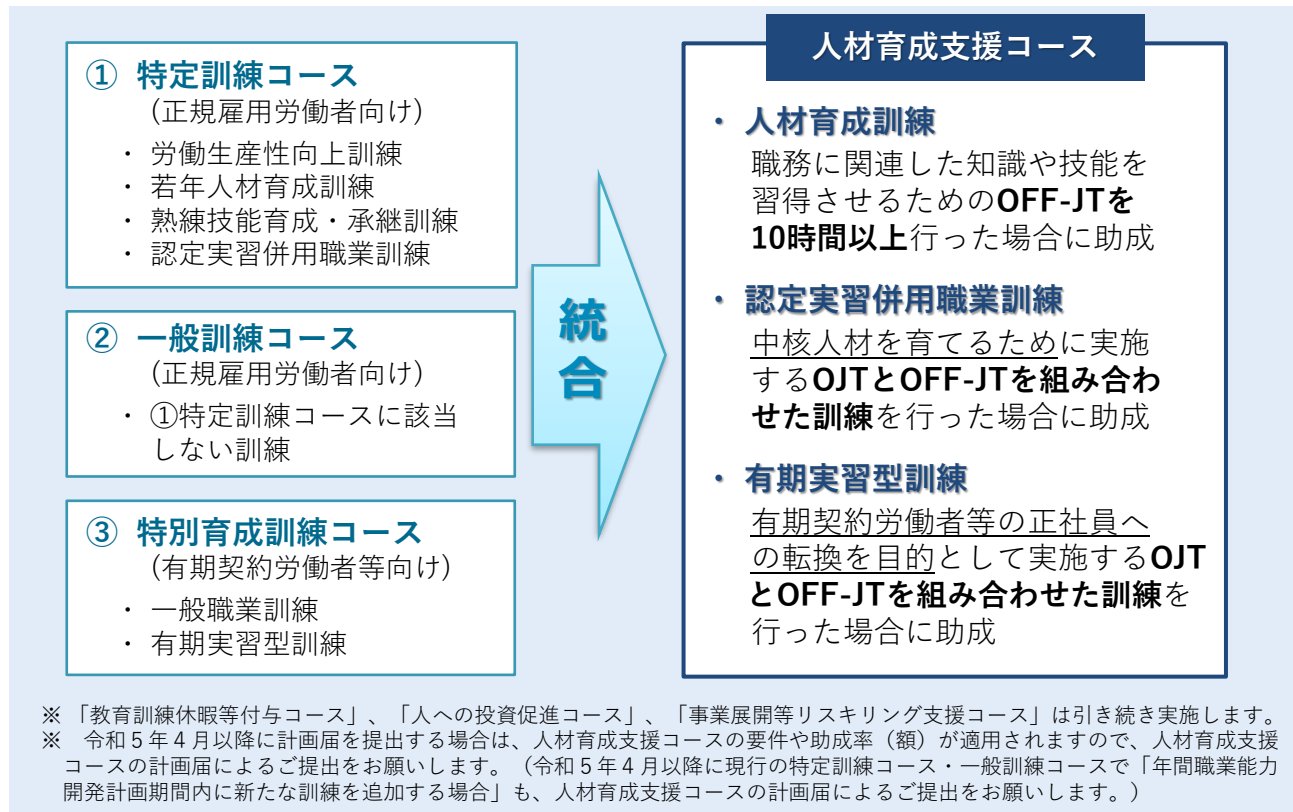 ① 特定訓練コース
(正規雇用労働者向け)
・ 労働生産性向上訓練
・ 若年人材育成訓練
・ 熟練技能育成・承継訓練
・ 認定実習併用職業訓練
② 一般訓練コース
(正規雇用労働者向け)
・ ①特定訓練コースに該当
しない訓練
③ 特別育成訓練コース
(有期契約労働者等向け)
・ 一般職業訓練
・ 有期実習型訓練
統
合
人材育成支援コース
・ 人材育成訓練
職務に関連した知識や技能を
習得させるためのOFF-JTを
10時間以上行った場合に助成
・ 認定実習併用職業訓練
中核人材を育てるために実施
するOJTとOFF-JTを組み合わ
せた訓練を行った場合に助成
・ 有期実習型訓練
有期契約労働者等の正社員へ
の転換を目的として実施するOJT
とOFF-JTを組み合わせた訓練を
行った場合に助成
※ 「教育訓練休暇等付与コース」、「人への投資促進コース」、「事業展開等リスキリング支援コース」は引き続き実施します。
※ 令和５年４月以降に計画届を提出する場合は、人材育成支援コースの要件や助成率（額）が適用されますので、人材育成支援
コースの計画届によるご提出をお願いします。（令和５年４月以降に現行の特定訓練コース・一般訓練コースで「年間職業能力
開発計画期間内に新たな訓練を追加する場合」も、人材育成支援コースの計画届によるご提出をお願いします。）